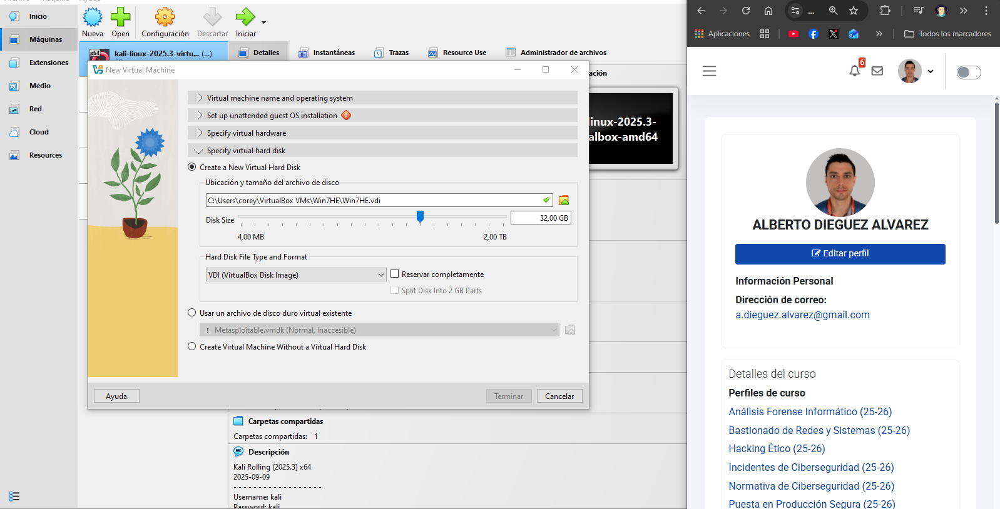 Inicio
Máquinas
Extensiones
Medio
Red
Cloud
Resources
Nueva
Open
Configuración
Descartar
Iniciar
x64
kali-linux-2025.3-virtu... (...)
Detalles
Instantáneas
Trazas
Resource Use
Administrador de archivos
ación
linux-2025.3-
albox-amd64
New Virtual Machine
Virtual machine name and operating system
Set up unattended guest OS installation
Specify virtual hardware
Specify virtual hard disk
Create a New Virtual Hard Disk
Ubicación y tamaño del archivo de disco
C:\Users\corey\VirtualBox VMs\Win7HE\Win7HE.vdi
Disk Size
32,00 GB
4,00 MB
2,00 TB
Hard Disk File Type and Format
VDI (VirtualBox Disk Image)
Reservar completamente
Split Disk Into 2 GB Parts
Usar un archivo de disco duro virtual existente
Metasploitable.vmdk (Normal, Inaccesible)
Create Virtual Machine Without a Virtual Hard Disk
Ayuda
Terminar
Cancelar
Carpetas compartidas
Carpetas compartidas: 1
Descripción
Kali Rolling (2025.3) x64
2025-09-09
- - - - - - - - - - - - - - - - - - -
Username: kali
Password: kali
...
Aplicaciones
Todos los marcadores
6
ALBERTO DIEGUEZ ALVAREZ
Editar perfil
Información Personal
Dirección de correo:
a.dieguez.alvarez@gmail.com
Detalles del curso
Perfiles de curso
Análisis Forense Informático (25-26)
Bastionado de Redes y Sistemas (25-26)
Hacking Ético (25-26)
Incidentes de Ciberseguridad (25-26)
Normativa de Ciberseguridad (25-26)
Puesta en Producción Segura (25-26)